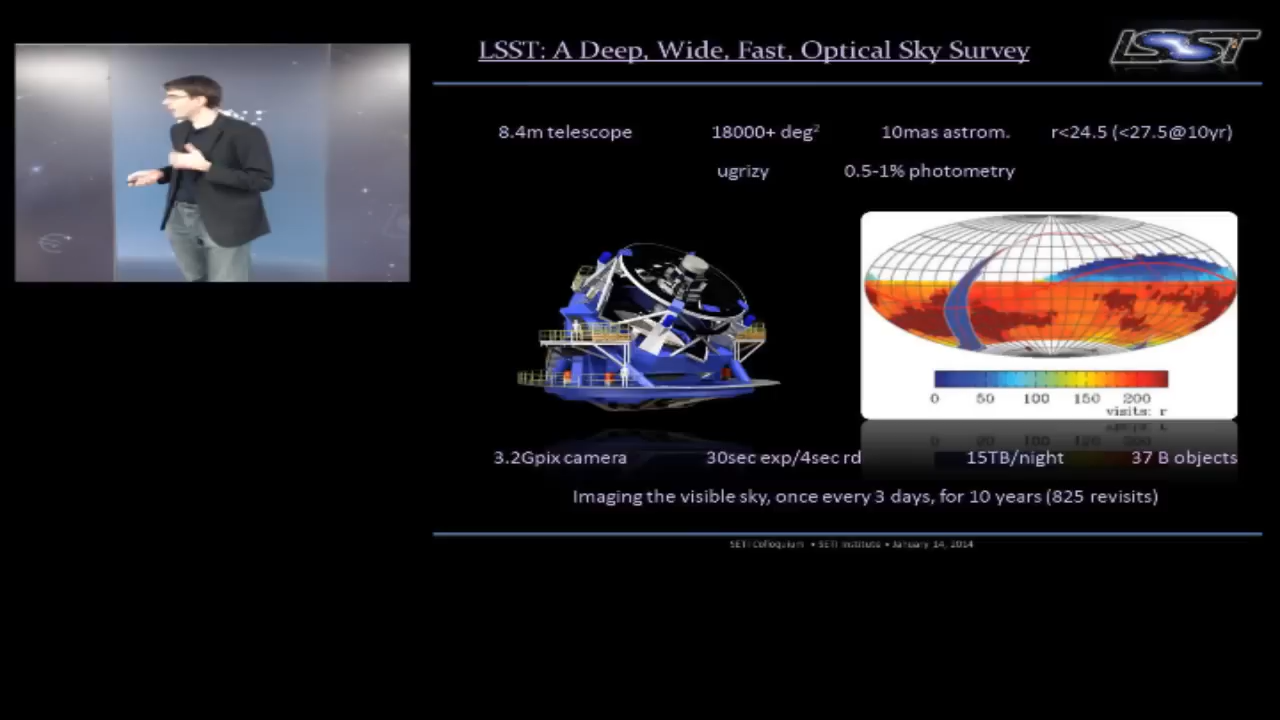 LSST: A Deep, Wide, Fast, Optical Sky Survey
LSST
8.4m telescope 18000+ deg² 10mas astrom. r<24.5 (<27.5@10yr)
ugrizy 0.5-1% photometry
0 50 100 150 200
visits: r
3.2Gpix camera 30sec exp/4sec rd 15TB/night 37 B objects
Imaging the visible sky, once every 3 days, for 10 years (825 revisits)
SETI Colloquium • SETI Institute • January 14, 2014